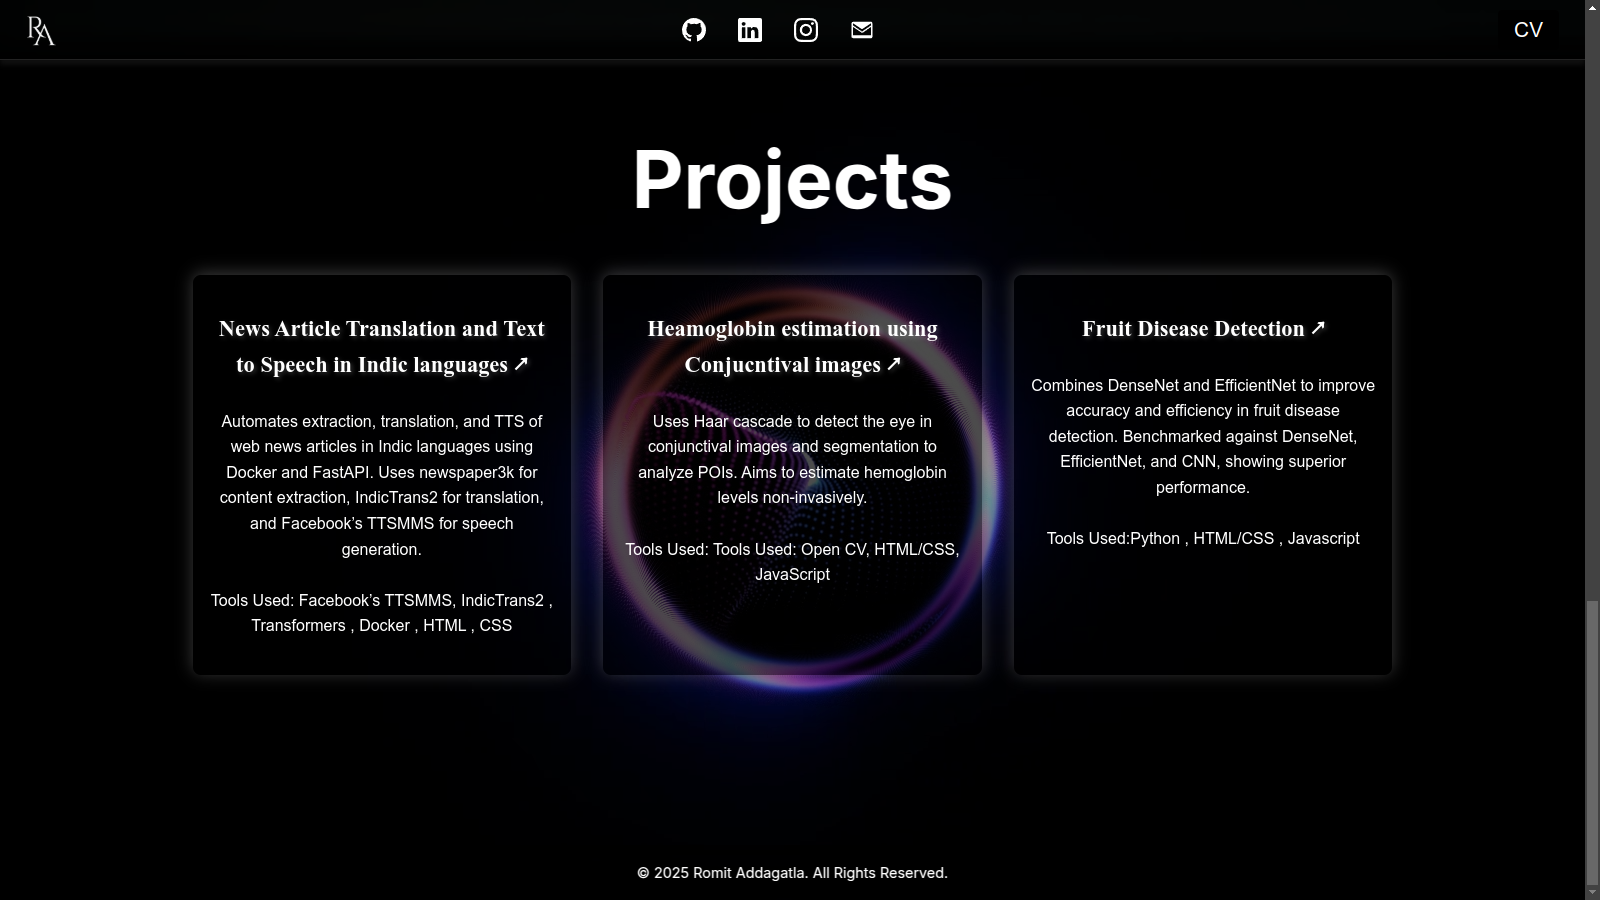 RA
CV
Projects
News Article Translation and Text
to Speech in Indic languages ↗
Automates extraction, translation, and TTS of
web news articles in Indic languages using
Docker and FastAPI. Uses newspaper3k for
content extraction, IndicTrans2 for translation,
and Facebook’s TTSMMS for speech
generation.
Tools Used: Facebook’s TTSMMS, IndicTrans2 ,
Transformers , Docker , HTML , CSS
Heamoglobin estimation using
Conjucntival images ↗
Uses Haar cascade to detect the eye in
conjunctival images and segmentation to
analyze POIs. Aims to estimate hemoglobin
levels non-invasively.
Tools Used: Tools Used: Open CV, HTML/CSS,
JavaScript
Fruit Disease Detection ↗
Combines DenseNet and EfficientNet to improve
accuracy and efficiency in fruit disease
detection. Benchmarked against DenseNet,
EfficientNet, and CNN, showing superior
performance.
Tools Used:Python , HTML/CSS , Javascript
© 2025 Romit Addagatla. All Rights Reserved.